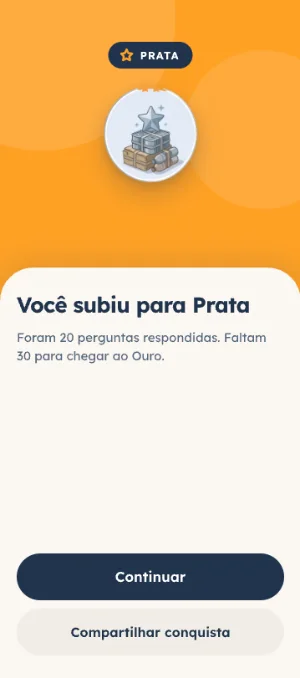 PRATA
Você subiu para Prata
Foram 20 perguntas respondidas. Faltam
30 para chegar ao Ouro.
Continuar
Compartilhar conquista